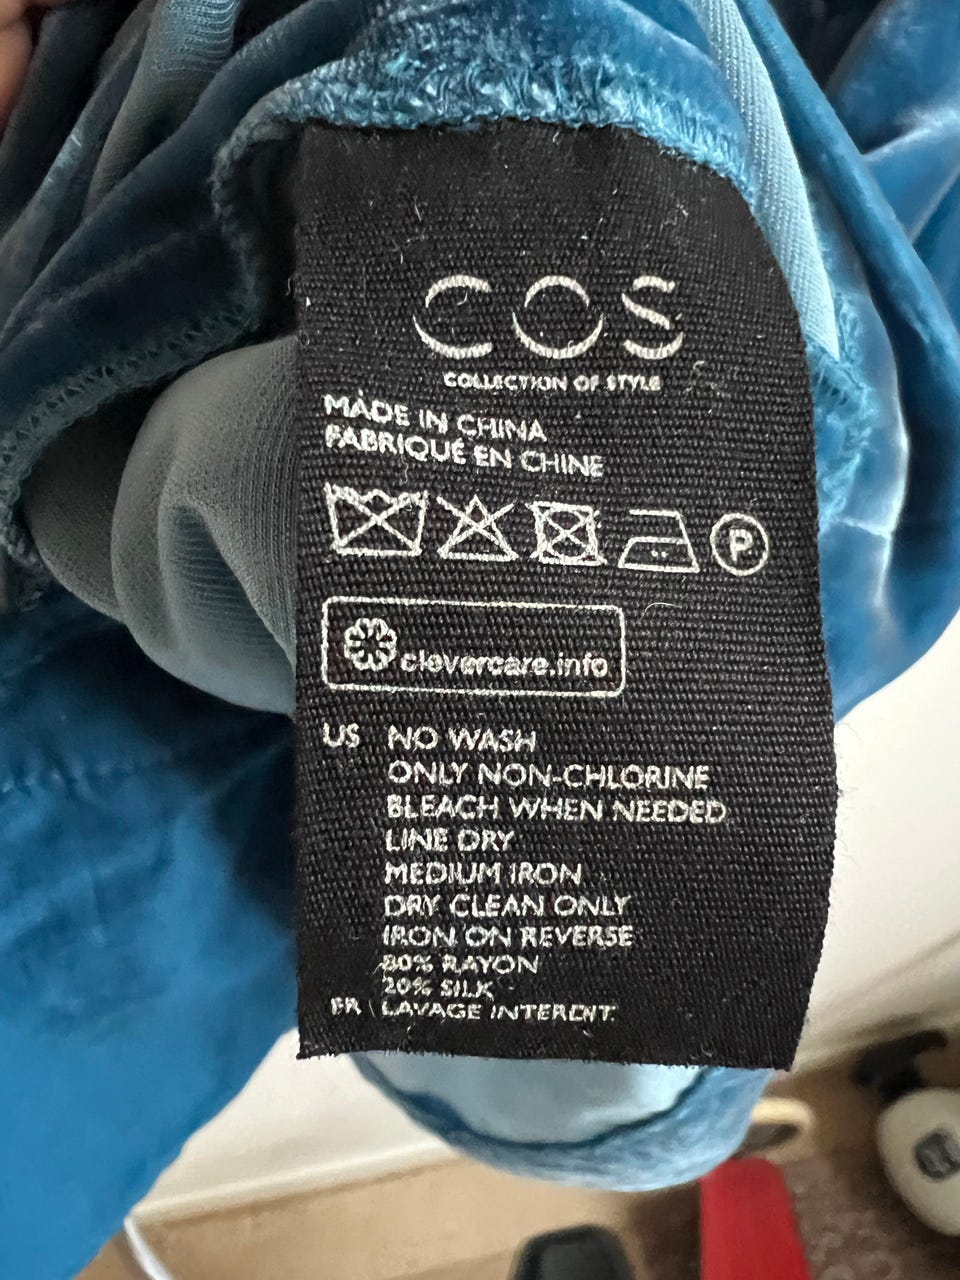 COS
COLLECTION OF STYLE
MADE IN CHINA
FABRIQUÉ EN CHINE
P
clovercare.info
US NO WASH
ONLY NON-CHLORINE
BLEACH WHEN NEEDED
LINE DRY
MEDIUM IRON
DRY CLEAN ONLY
IRON ON REVERSE
80% RAYON
20% SILK
FR LAVAGE INTERDIT.